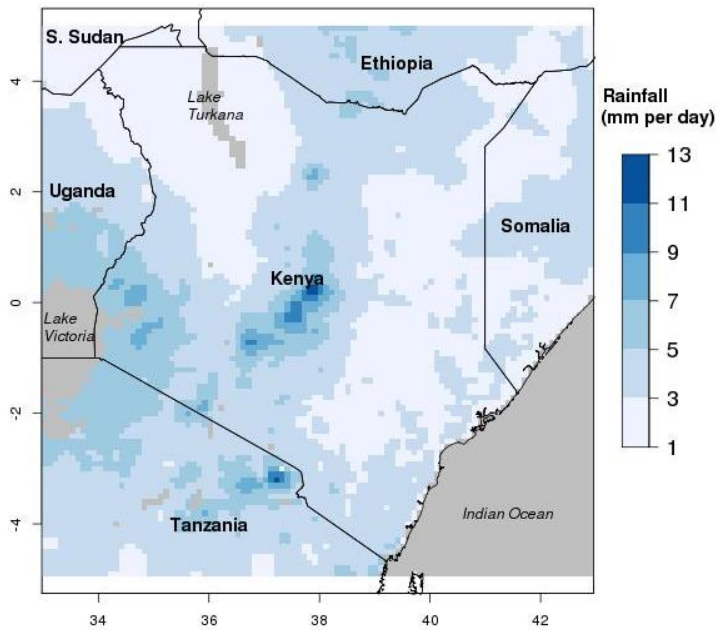 S. Sudan
Ethiopia
Lake
Turkana
Rainfall
(mm per day)
13
11
9
7
5
3
1
Uganda
Somalia
Kenya
Lake
Victoria
Tanzania
Indian Ocean
4
2
0
-2
-4
34
36
38
40
42